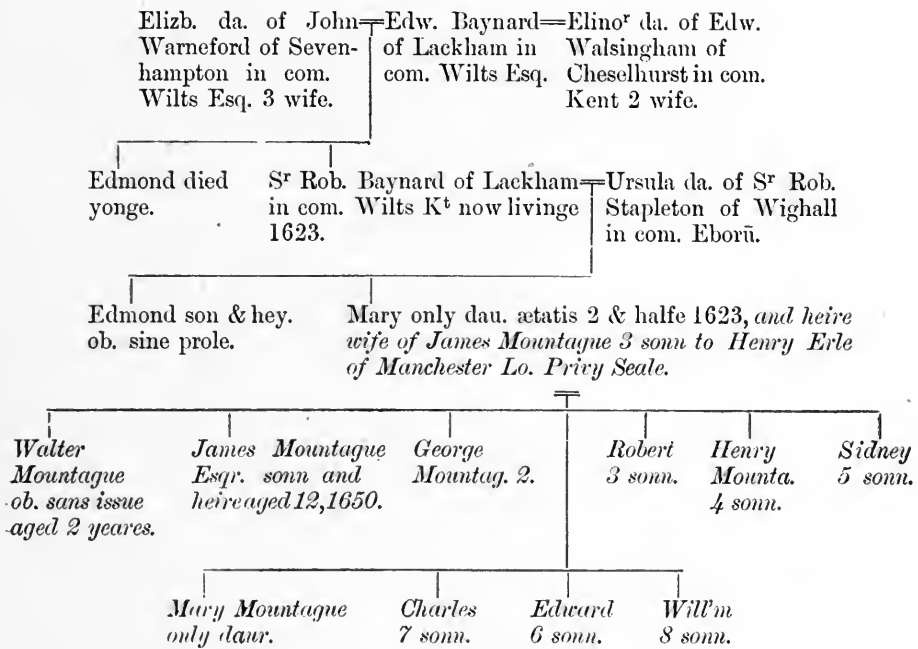 Elizb. da. of John
Warneford of Seven-
hampton in com.
Wilts Esq. 3 wife.
Edw. Baynard
of Lackham in
com. Wilts Esq.
Elinoʳ da. of Edw.
Walsingham of
Cheselhurst in com.
Kent 2 wife.
Edmond died
yonge.
Sʳ Rob. Baynard of Lackham
in com. Wilts Kᵗ now livinge
1623.
Ursula da. of Sʳ Rob.
Stapleton of Wighall
in com. Eborū.
Edmond son & hey.
ob. sine prole.
Mary only dau. ætatis 2 & halfe 1623, and heire
wife of James Mountague 3 sonn to Henry Erle
of Manchester Lo. Privy Seale.
Walter
Mountague
ob. sans issue
aged 2 yeares.
James Mountague
Esqr. sonn and
heire aged 12, 1650.
George
Mountag. 2.
Robert
3 sonn.
Henry
Mounta.
4 sonn.
Sidney
5 sonn.
Mary Mountague
only daur.
Charles
7 sonn.
Edward
6 sonn.
Will'm
8 sonn.